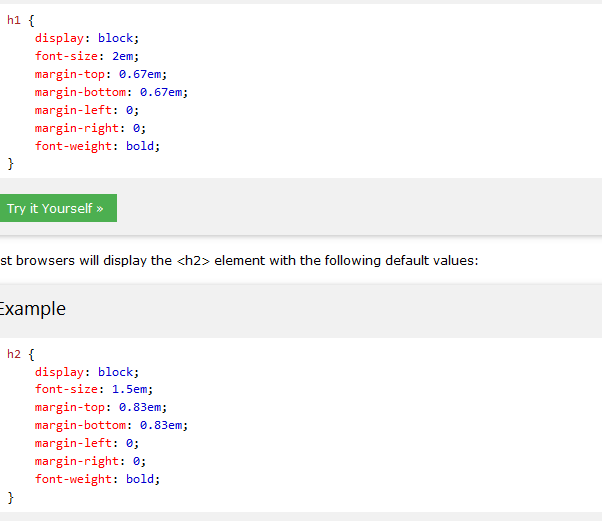 h1 {
    display: block;
    font-size: 2em;
    margin-top: 0.67em;
    margin-bottom: 0.67em;
    margin-left: 0;
    margin-right: 0;
    font-weight: bold;
}
Try it Yourself »
st browsers will display the <h2> element with the following default values:
Example
h2 {
    display: block;
    font-size: 1.5em;
    margin-top: 0.83em;
    margin-bottom: 0.83em;
    margin-left: 0;
    margin-right: 0;
    font-weight: bold;
}